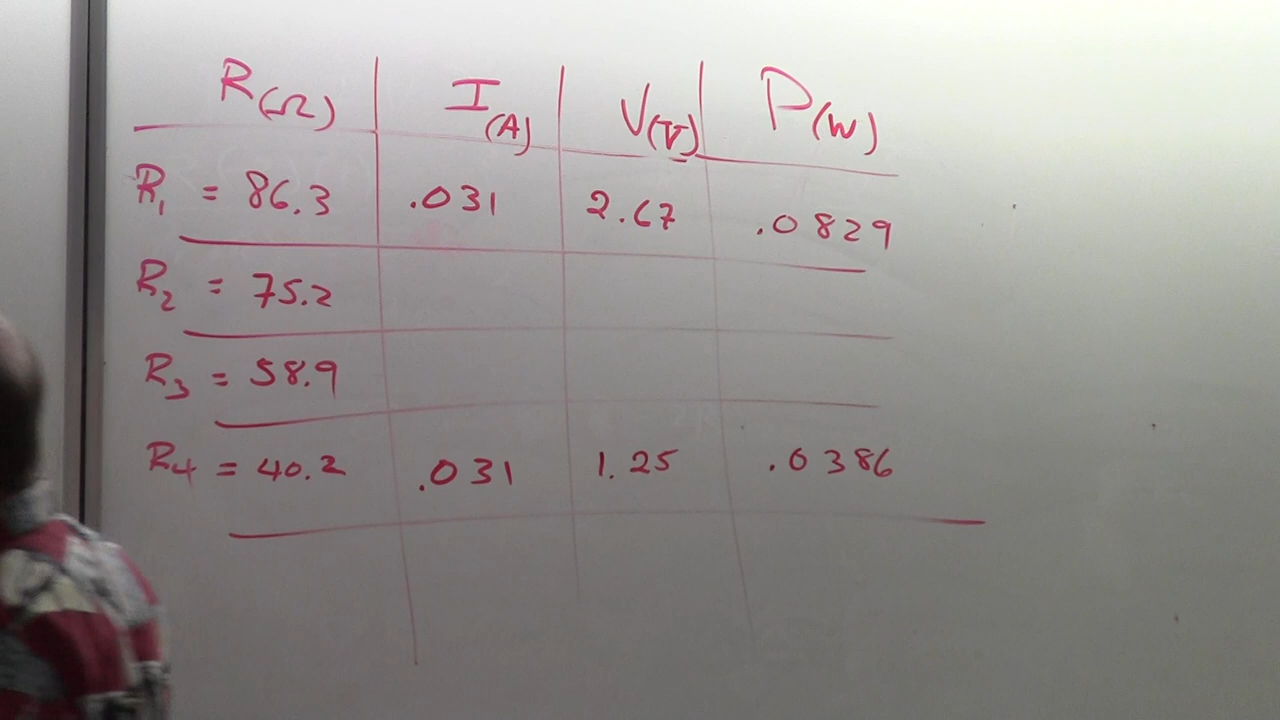 R(Ω) I(A) V(V) P(W)
R1 = 86.3 .031 2.67 .0829
R2 = 75.2
R3 = 58.9
R4 = 40.2 .031 1.25 .0386